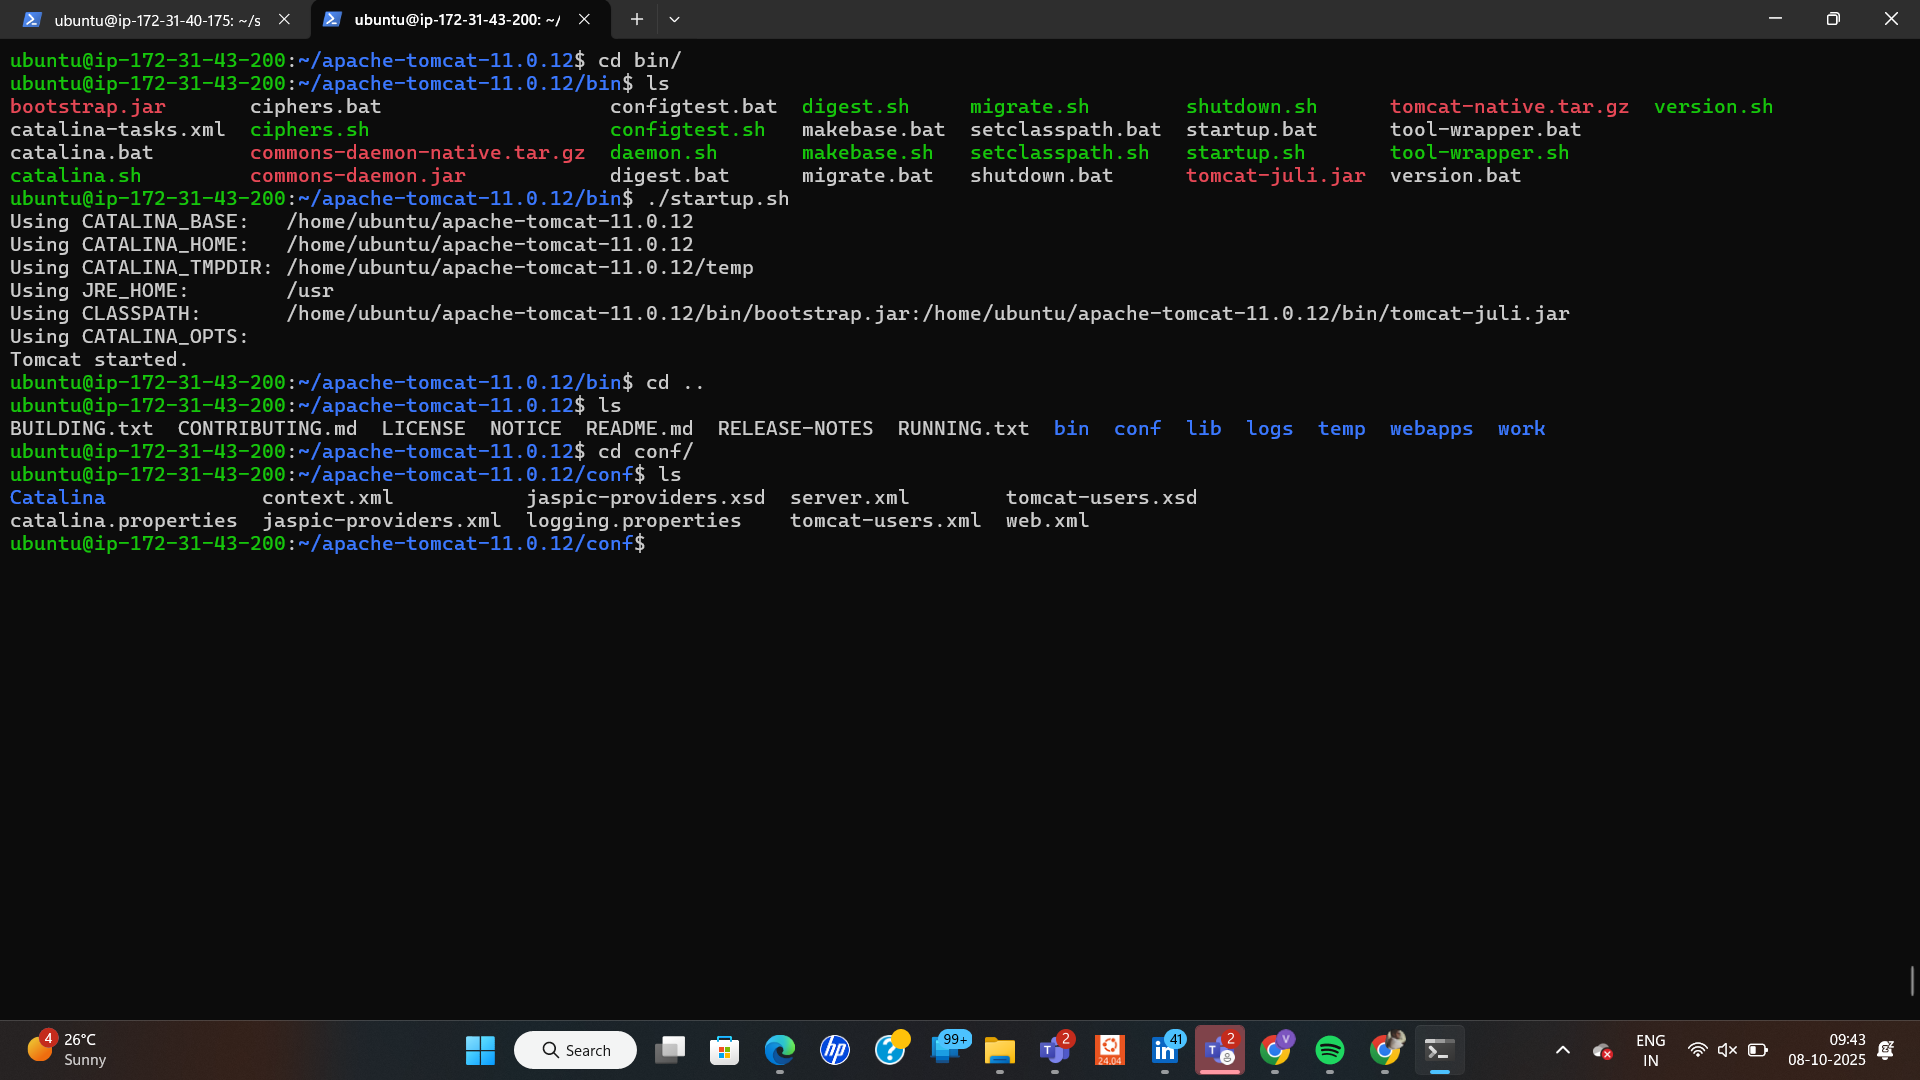 ubuntu@ip-172-31-40-175: ~/s
ubuntu@ip-172-31-43-200: ~/
ubuntu@ip-172-31-43-200:~/apache-tomcat-11.0.12$ cd bin/
ubuntu@ip-172-31-43-200:~/apache-tomcat-11.0.12/bin$ ls
bootstrap.jar       ciphers.bat                   configtest.bat  digest.sh     migrate.sh        shutdown.sh      tomcat-native.tar.gz  version.sh
catalina-tasks.xml  ciphers.sh                    configtest.sh   makebase.bat  setclasspath.bat  startup.bat      tool-wrapper.bat
catalina.bat        commons-daemon-native.tar.gz  daemon.sh       makebase.sh   setclasspath.sh   startup.sh       tool-wrapper.sh
catalina.sh         commons-daemon.jar            digest.bat      migrate.bat   shutdown.bat      tomcat-juli.jar  version.bat
ubuntu@ip-172-31-43-200:~/apache-tomcat-11.0.12/bin$ ./startup.sh
Using CATALINA_BASE:   /home/ubuntu/apache-tomcat-11.0.12
Using CATALINA_HOME:   /home/ubuntu/apache-tomcat-11.0.12
Using CATALINA_TMPDIR: /home/ubuntu/apache-tomcat-11.0.12/temp
Using JRE_HOME:        /usr
Using CLASSPATH:       /home/ubuntu/apache-tomcat-11.0.12/bin/bootstrap.jar:/home/ubuntu/apache-tomcat-11.0.12/bin/tomcat-juli.jar
Using CATALINA_OPTS:
Tomcat started.
ubuntu@ip-172-31-43-200:~/apache-tomcat-11.0.12/bin$ cd ..
ubuntu@ip-172-31-43-200:~/apache-tomcat-11.0.12$ ls
BUILDING.txt  CONTRIBUTING.md  LICENSE  NOTICE  README.md  RELEASE-NOTES  RUNNING.txt  bin  conf  lib  logs  temp  webapps  work
ubuntu@ip-172-31-43-200:~/apache-tomcat-11.0.12$ cd conf/
ubuntu@ip-172-31-43-200:~/apache-tomcat-11.0.12/conf$ ls
Catalina             context.xml           jaspic-providers.xsd  server.xml        tomcat-users.xsd
catalina.properties  jaspic-providers.xml  logging.properties    tomcat-users.xml  web.xml
ubuntu@ip-172-31-43-200:~/apache-tomcat-11.0.12/conf$
4 26°C
Sunny
Search
hp
99+
2
24.04
in 41
2
V
ENG
IN
09:43
08-10-2025